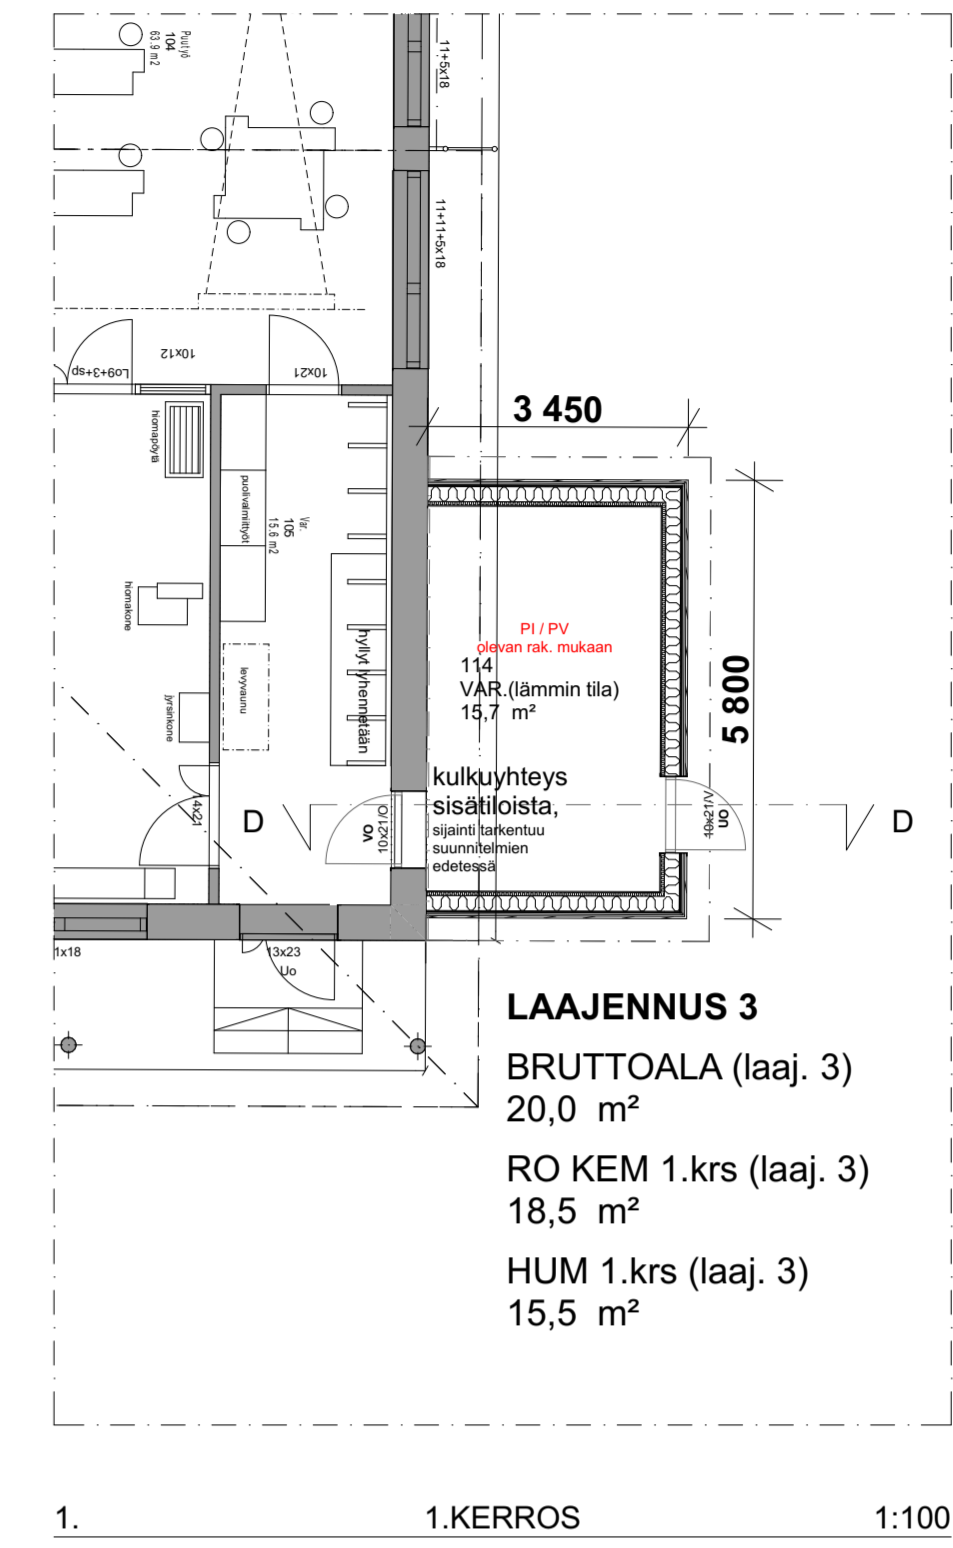 Puutyö
104
63.9 m2
11+5x18
11+11+5x18
Lo9+3+sp
10x12
10x21
3 450
hiomapöytä
puolivalmiittyöt
Var.
105
15.6 m2
hiomakone
levyvaunu
jyrsinkone
hyllyt lyhennetään
PI / PV
olevan rak. mukaan
114
VAR.(lämmin tila)
15,7 m²
5 800
kulkuyhteys
sisätiloista,
sijainti tarkentuu
suunnitelmien
edetessä
14x21
D
VO
10x21/O
10x21/V
UO
D
1x18
13x23
Uo
LAAJENNUS 3
BRUTTOALA (laaj. 3)
20,0 m²
RO KEM 1.krs (laaj. 3)
18,5 m²
HUM 1.krs (laaj. 3)
15,5 m²
1.
1.KERROS
1:100